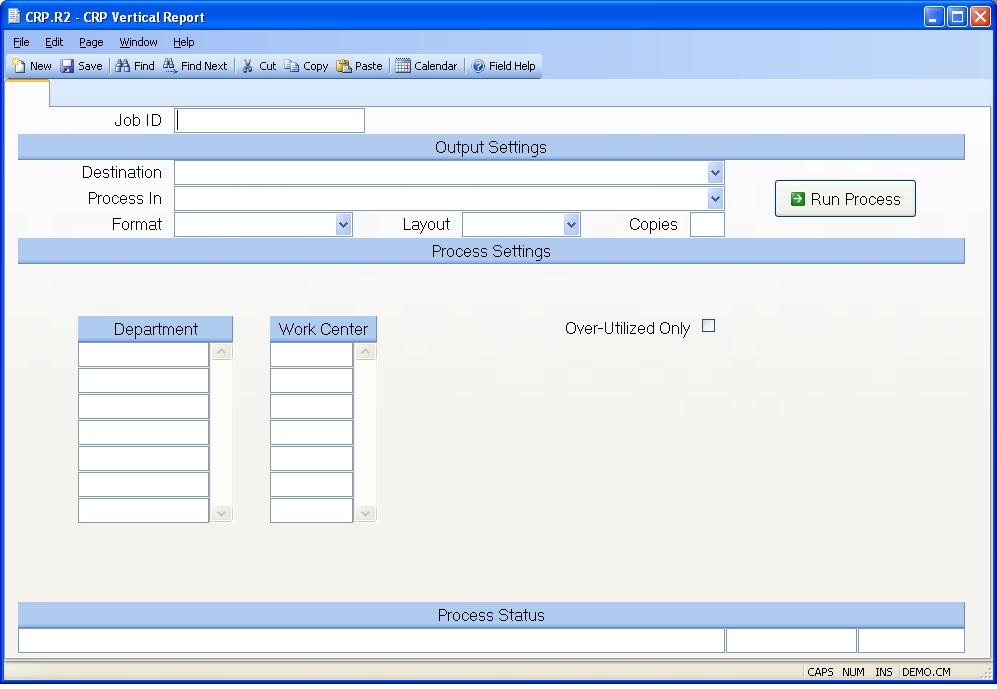 CRP.R2 - CRP Vertical Report
File Edit Page Window Help
New Save Find Find Next Cut Copy Paste Calendar Field Help
Job ID
Output Settings
Destination
Process In
Run Process
Format Layout Copies
Process Settings
Department Work Center Over-Utilized Only
Process Status
CAPS NUM INS DEMO.CM